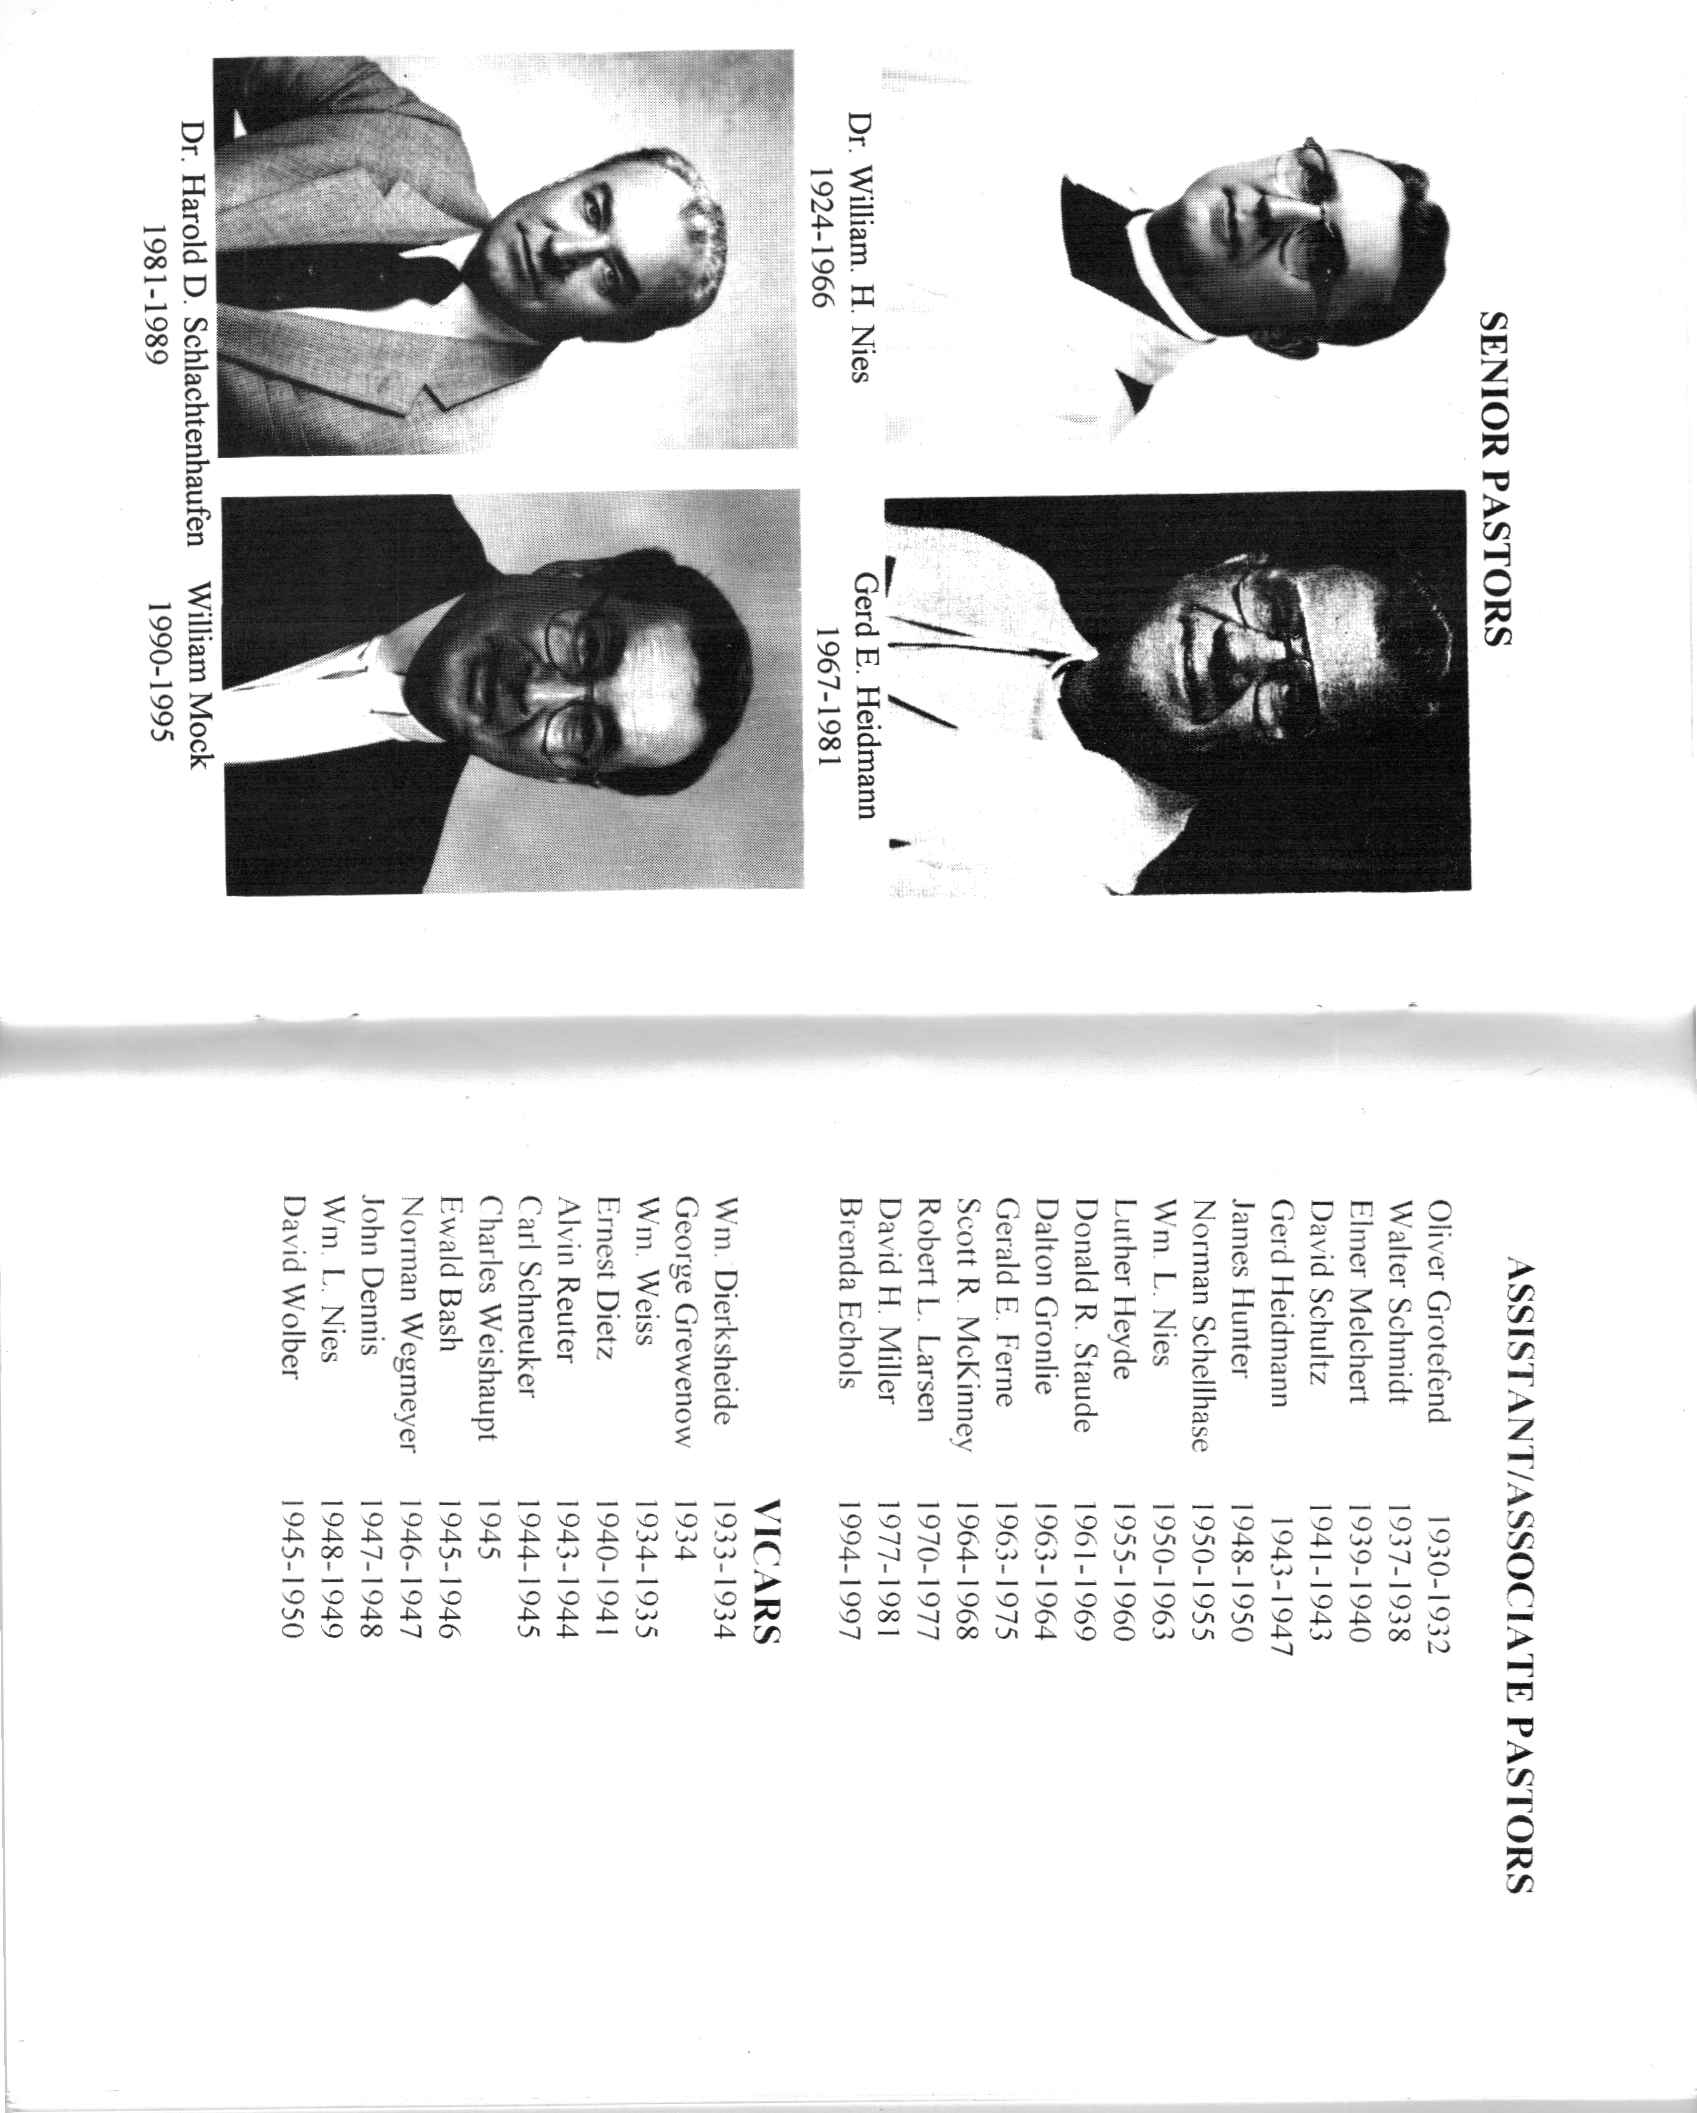 SENIOR PASTORS
Dr. William. H. Nies
1924-1966
Gerd E. Heidmann
1967-1981
Dr. Harold D. Schlachtenhaufen
1981-1989
William Mock
1990-1995
ASSISTANT/ASSOCIATE PASTORS
Oliver Grotefend 1930-1932
Walter Schmidt 1937-1938
Elmer Melchert 1939-1940
David Schultz 1941-1943
Gerd Heidmann 1943-1947
James Hunter 1948-1950
Norman Schellhase 1950-1955
Wm. L. Nies 1950-1963
Luther Heyde 1955-1960
Donald R. Staude 1961-1969
Dalton Gronlie 1963-1964
Gerald E. Ferne 1963-1975
Scott R. McKinney 1964-1968
Robert L. Larsen 1970-1977
David H. Miller 1977-1981
Brenda Echols 1994-1997
VICARS
Wm. Dierksheide 1933-1934
George Grewenow 1934
Wm. Weiss 1934-1935
Ernest Dietz 1940-1941
Alvin Reuter 1943-1944
Carl Schneuker 1944-1945
Charles Weishaupt 1945
Ewald Bash 1945-1946
Norman Wegmeyer 1946-1947
John Dennis 1947-1948
Wm. L. Nies 1948-1949
David Wolber 1945-1950